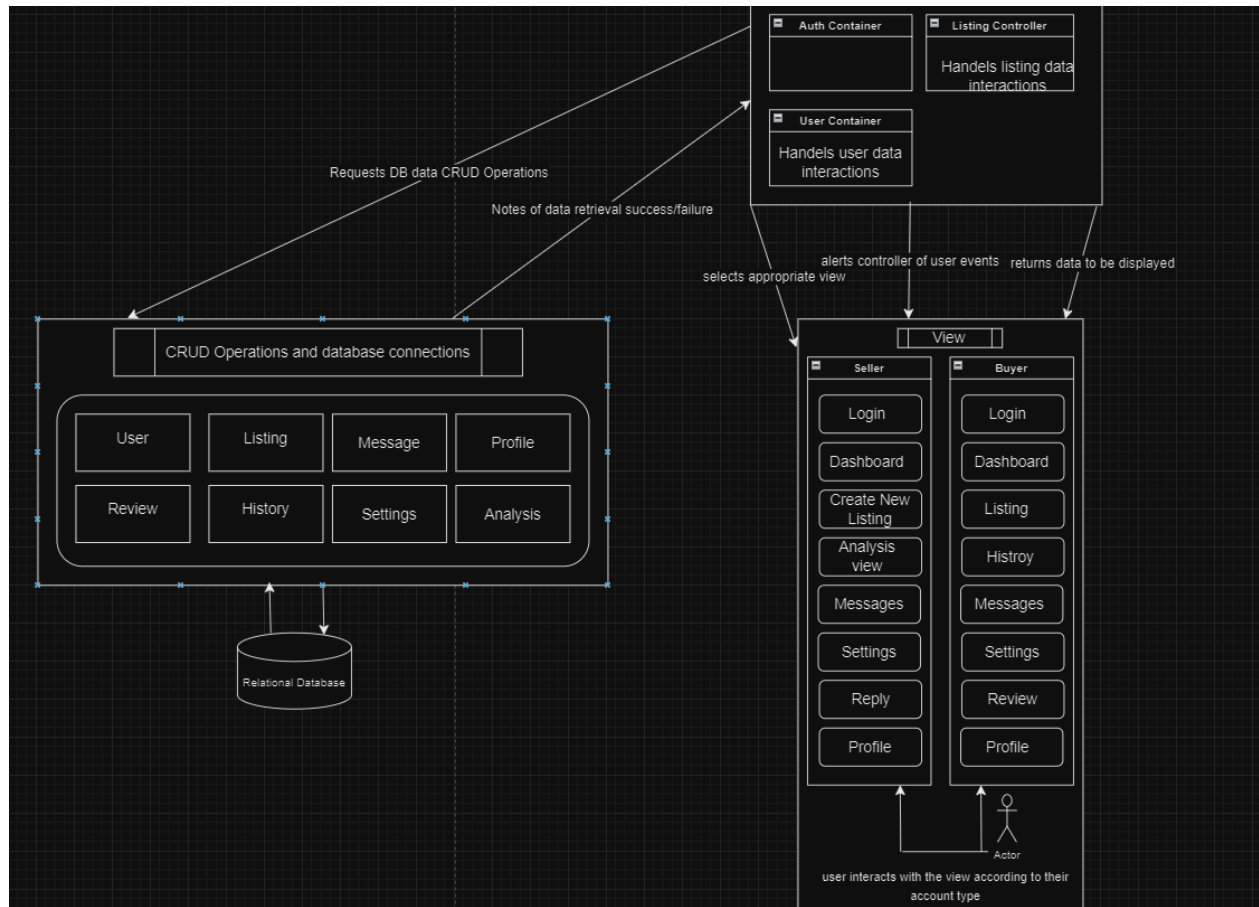 Auth Container
Listing Controller
Handels listing data
interactions
User Container
Handels user data
interactions
Requests DB data CRUD Operations
Notes of data retrieval success/failure
selects appropriate view
alerts controller of user events
returns data to be displayed
CRUD Operations and database connections
User
Listing
Message
Profile
Review
History
Settings
Analysis
Relational Database
View
Seller
Login
Dashboard
Create New
Listing
Analysis
view
Messages
Settings
Reply
Profile
Buyer
Login
Dashboard
Listing
Histroy
Messages
Settings
Review
Profile
Actor
user interacts with the view according to their
account type